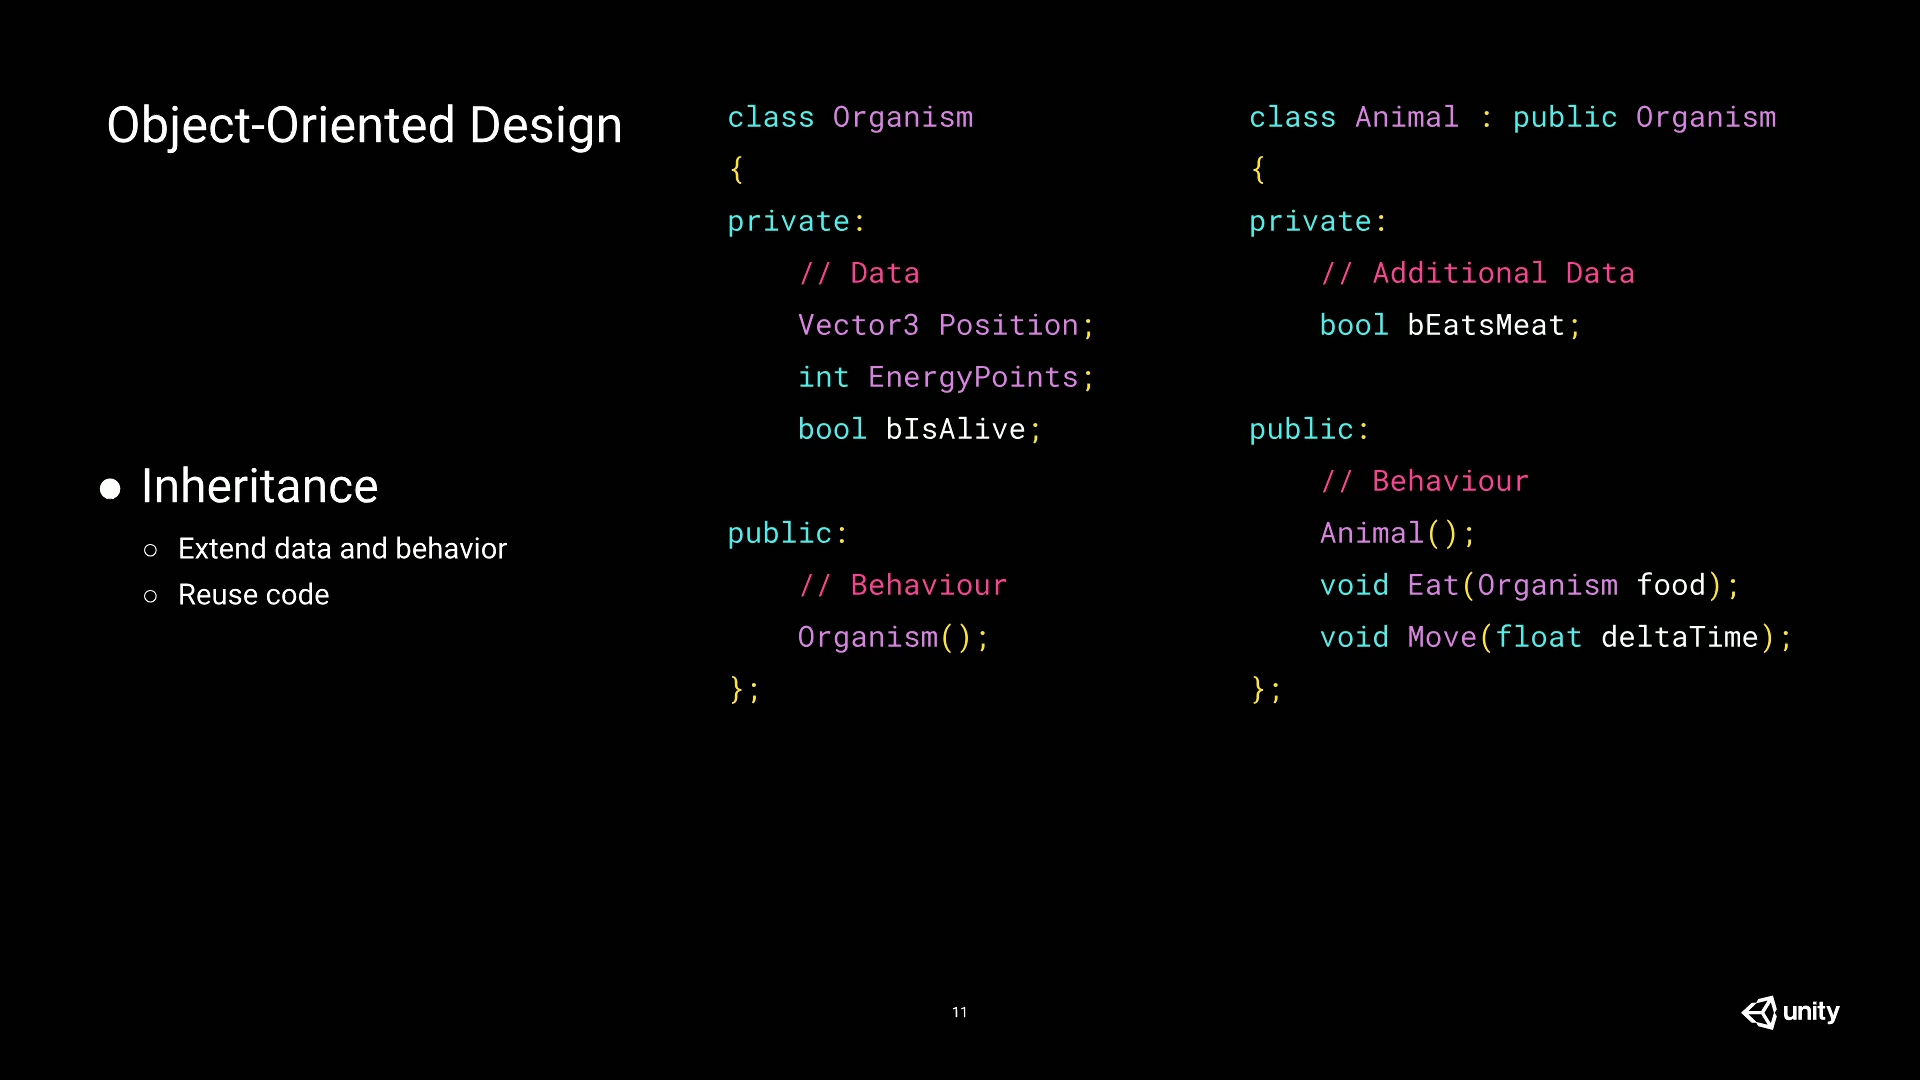 Object-Oriented Design
● Inheritance
○ Extend data and behavior
○ Reuse code
class Organism
{
private:
    // Data
    Vector3 Position;
    int EnergyPoints;
    bool bIsAlive;
public:
    // Behaviour
    Organism();
};
class Animal : public Organism
{
private:
    // Additional Data
    bool bEatsMeat;
public:
    // Behaviour
    Animal();
    void Eat(Organism food);
    void Move(float deltaTime);
};
11
unity